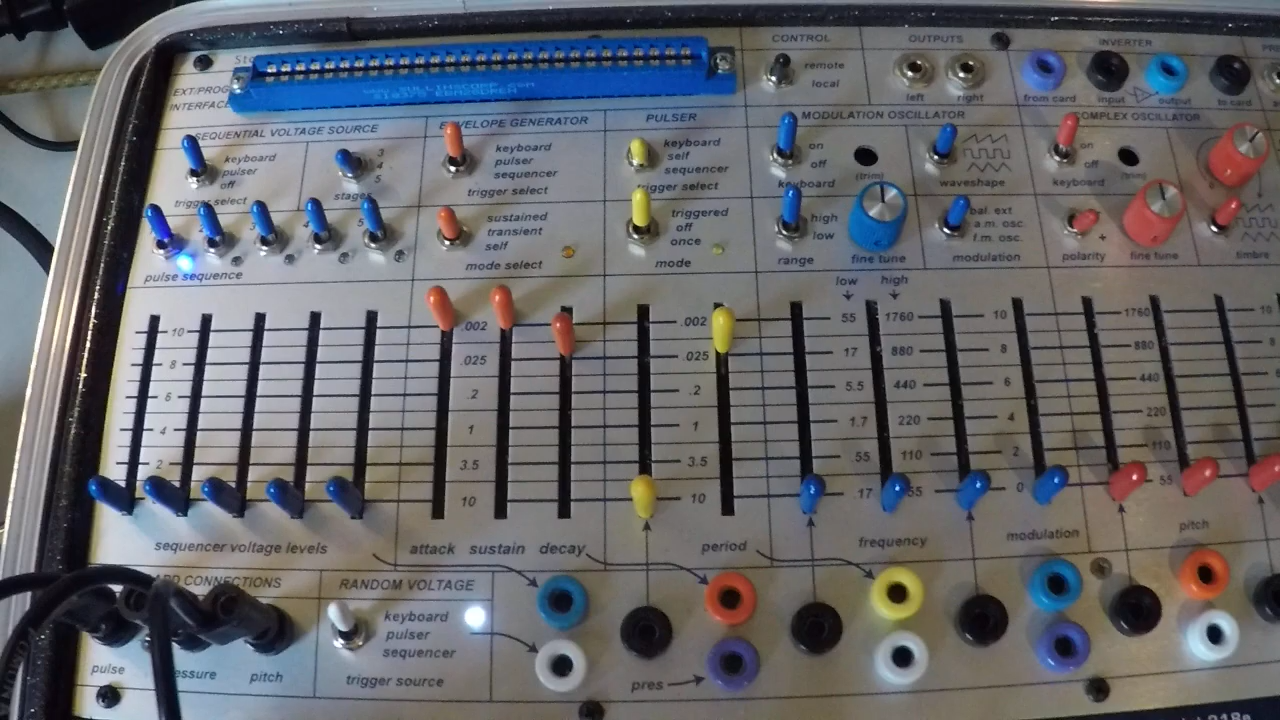 CONTROL
OUTPUTS
INVERTER
remote
local
left
right
from card
input
output
to card
EXT/PROG
INTERFACE
SEQUENTIAL VOLTAGE SOURCE
ENVELOPE GENERATOR
PULSER
MODULATION OSCILLATOR
COMPLEX OSCILLATOR
keyboard
pulser
off
trigger select
3
4
5
stages
keyboard
pulser
sequencer
trigger select
keyboard
self
sequencer
trigger select
on
off
keyboard
(trim)
waveshape
on
off
keyboard
(trim)
pulse sequence
sustained
transient
self
mode select
triggered
off
once
mode
high
low
range
fine tune
bal. ext
a.m. osc.
f.m. osc.
modulation
polarity
+
fine tune
timbre
low
high
10
8
6
4
2
.002
.025
.2
1
3.5
10
.002
.025
.2
1
3.5
10
55
17
5.5
1.7
.55
.17
1760
880
440
220
110
55
10
8
6
4
2
0
1760
880
440
220
110
55
10
8
sequencer voltage levels
attack
sustain
decay
period
frequency
modulation
pitch
CONNECTIONS
RANDOM VOLTAGE
keyboard
pulser
sequencer
trigger source
pulse
pitch
pres